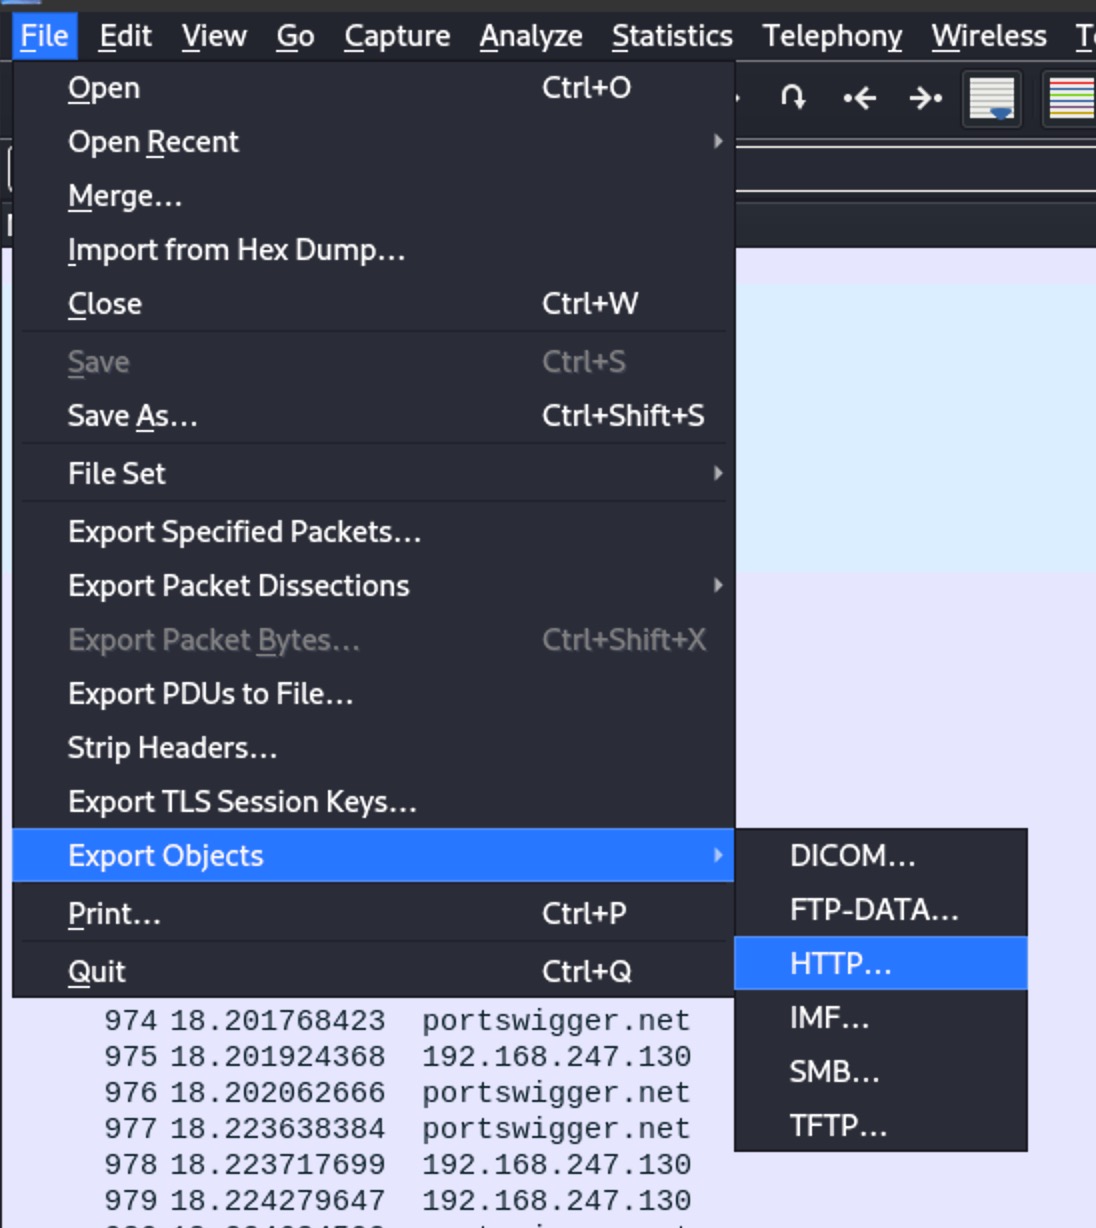 File Edit View Go Capture Analyze Statistics Telephony Wireless
Open Ctrl+O
Open Recent
Merge...
Import from Hex Dump...
Close Ctrl+W
Save Ctrl+S
Save As... Ctrl+Shift+S
File Set
Export Specified Packets...
Export Packet Dissections
Export Packet Bytes... Ctrl+Shift+X
Export PDUs to File...
Strip Headers...
Export TLS Session Keys...
Export Objects
Print... Ctrl+P
Quit Ctrl+Q
DICOM...
FTP-DATA...
HTTP...
IMF...
SMB...
TFTP...
974 18.201768423 portswigger.net
975 18.201924368 192.168.247.130
976 18.202062666 portswigger.net
977 18.223638384 portswigger.net
978 18.223717699 192.168.247.130
979 18.224279647 192.168.247.130